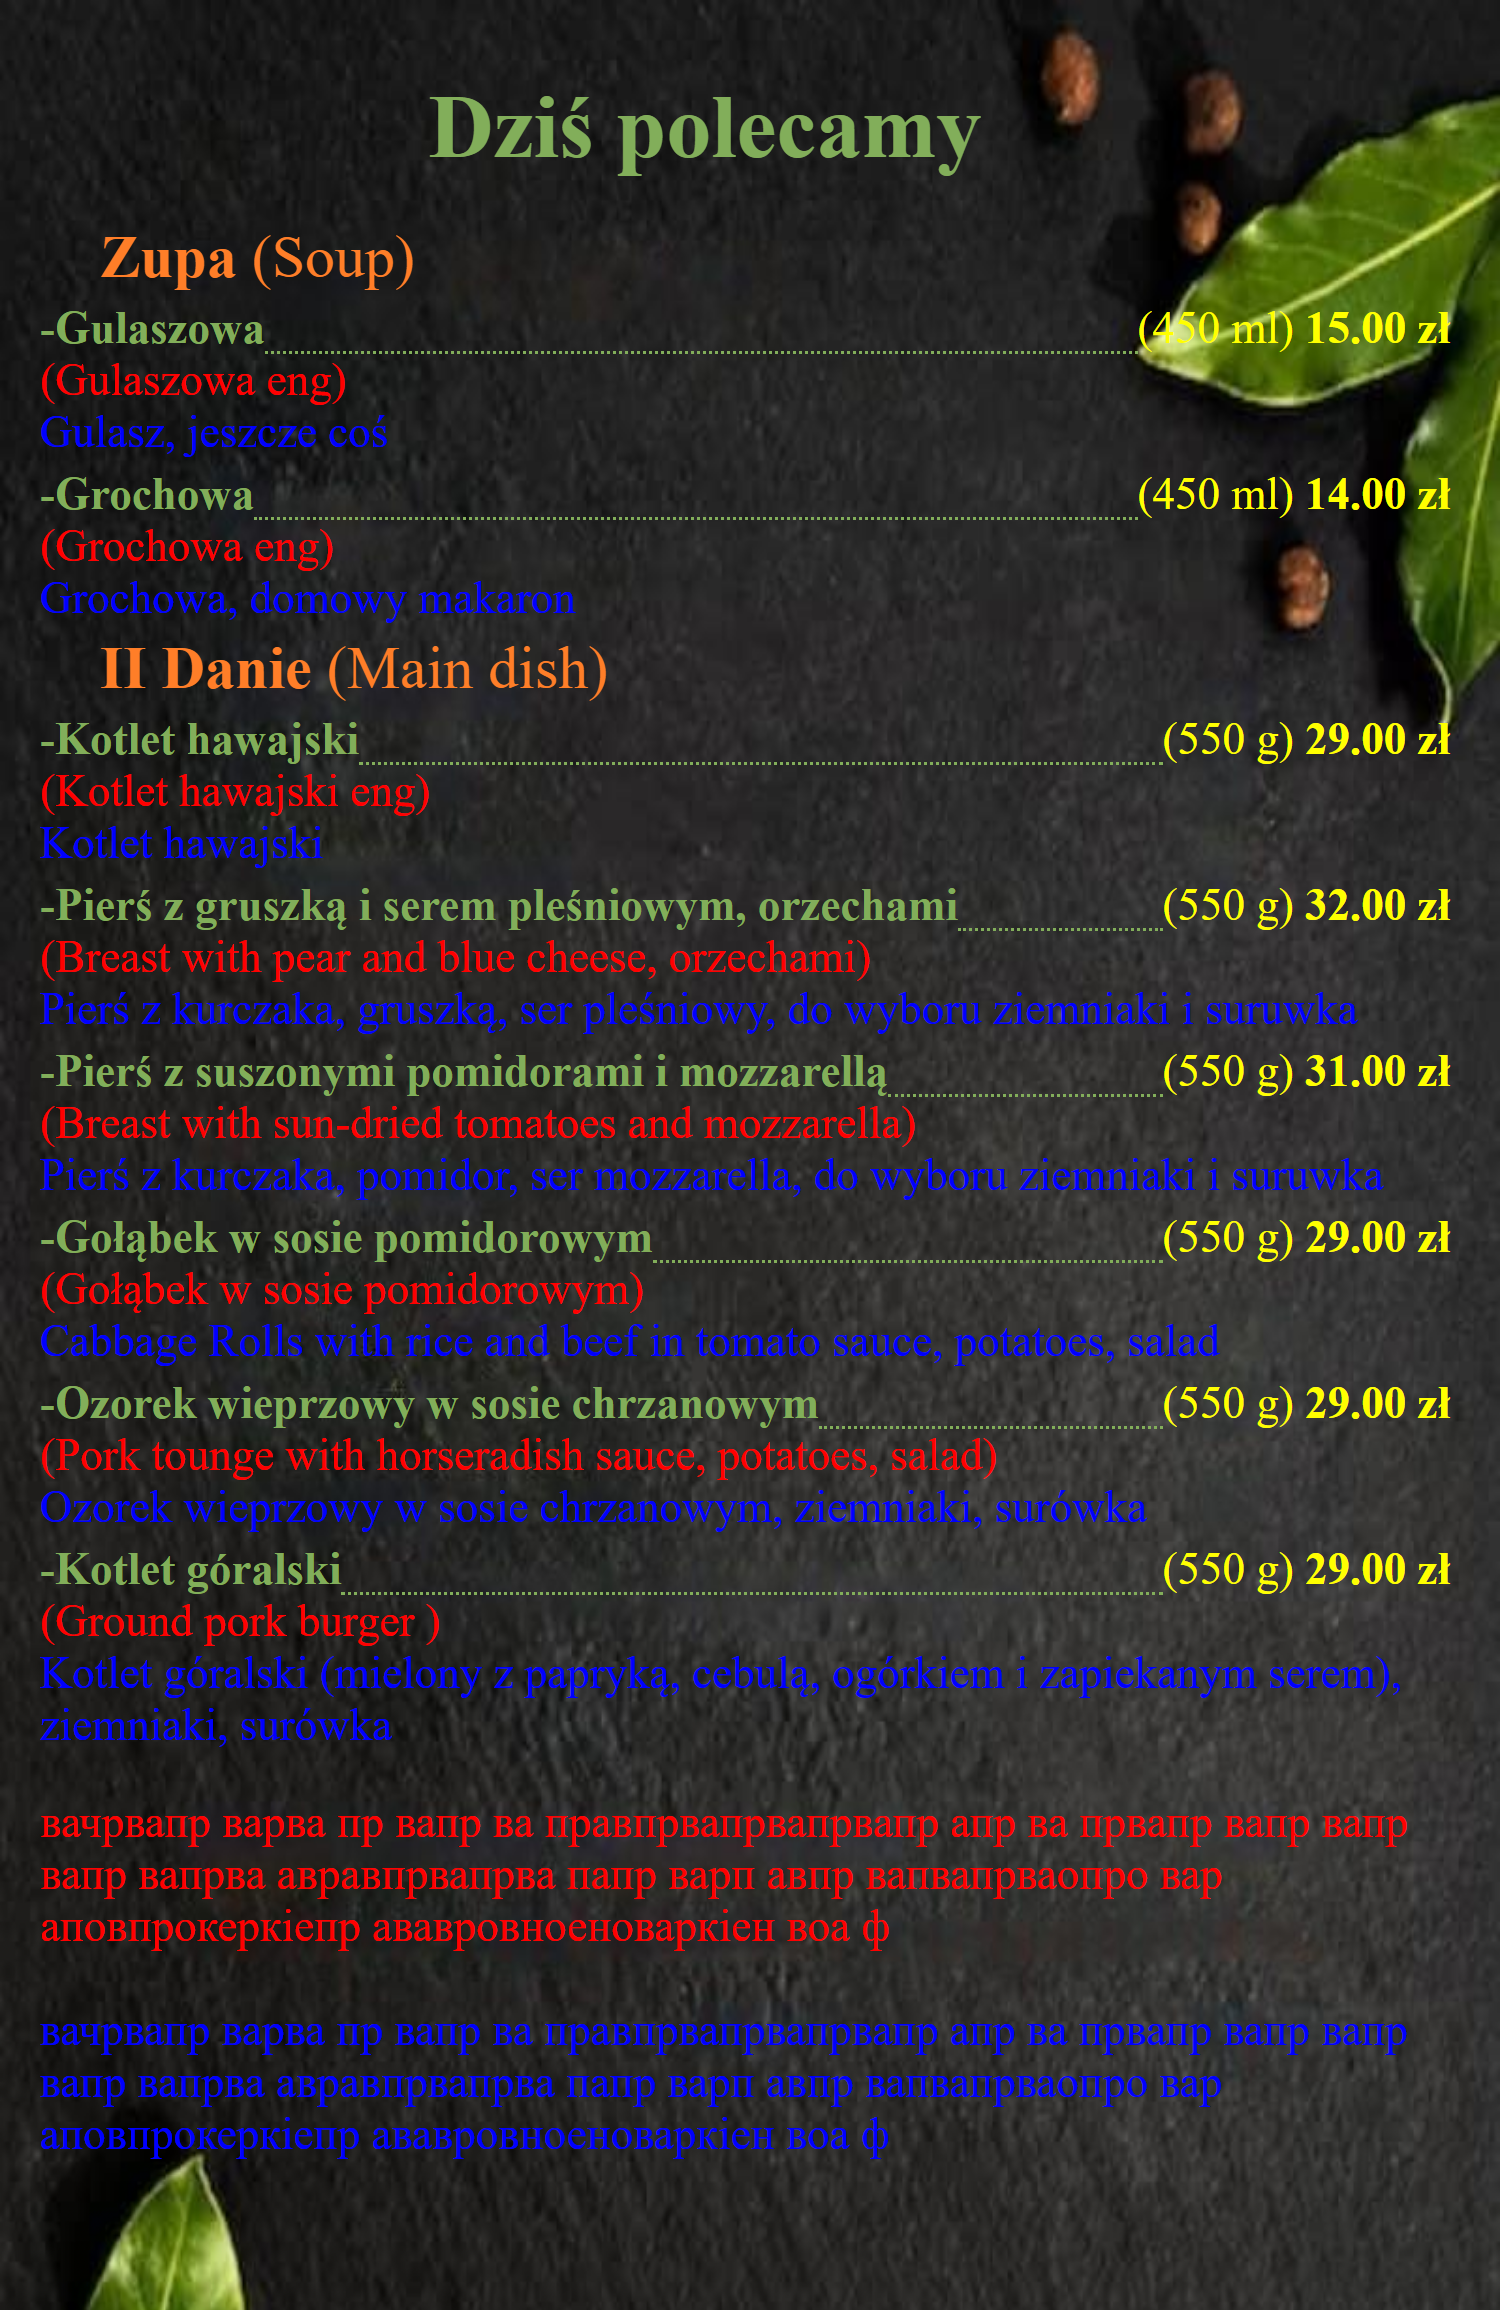 Dziś polecamy
Zupa (Soup)
-Gulaszowa (450 ml) 15.00 zł
(Gulaszowa eng)
Gulasz, jeszcze coś
-Grochowa (450 ml) 14.00 zł
(Grochowa eng)
Grochowa, domowy makaron
II Danie (Main dish)
-Kotlet hawajski (550 g) 29.00 zł
(Kotlet hawajski eng)
Kotlet hawajski
-Pierś z gruszką i serem pleśniowym, orzechami (550 g) 32.00 zł
(Breast with pear and blue cheese, orzechami)
Pierś z kurczaka, gruszką, ser pleśniowy, do wyboru ziemniaki i suruwka
-Pierś z suszonymi pomidorami i mozzarellą (550 g) 31.00 zł
(Breast with sun-dried tomatoes and mozzarella)
Pierś z kurczaka, pomidor, ser mozzarella, do wyboru ziemniaki i suruwka
-Gołąbek w sosie pomidorowym (550 g) 29.00 zł
(Gołąbek w sosie pomidorowym)
Cabbage Rolls with rice and beef in tomato sauce, potatoes, salad
-Ozorek wieprzowy w sosie chrzanowym (550 g) 29.00 zł
(Pork tounge with horseradish sauce, potatoes, salad)
Ozorek wieprzowy w sosie chrzanowym, ziemniaki, surówka
-Kotlet góralski (550 g) 29.00 zł
(Ground pork burger )
Kotlet góralski (mielony z papryką, cebulą, ogórkiem i zapiekanym serem),
ziemniaki, surówka
вачрвапр варва пр вапр ва правпрвапрвапрвапр апр ва првапр вапр вапр
вапр вапрва авравпрвапрва папр варп авпр вапвапрваопро вар
аповпрокеркіепр ававровноеноваркіен воа ф
вачрвапр варва пр вапр ва правпрвапрвапрвапр апр ва првапр вапр вапр
вапр вапрва авравпрвапрва папр варп авпр вапвапрваопро вар
аповпрокеркіепр ававровноеноваркіен воа ф